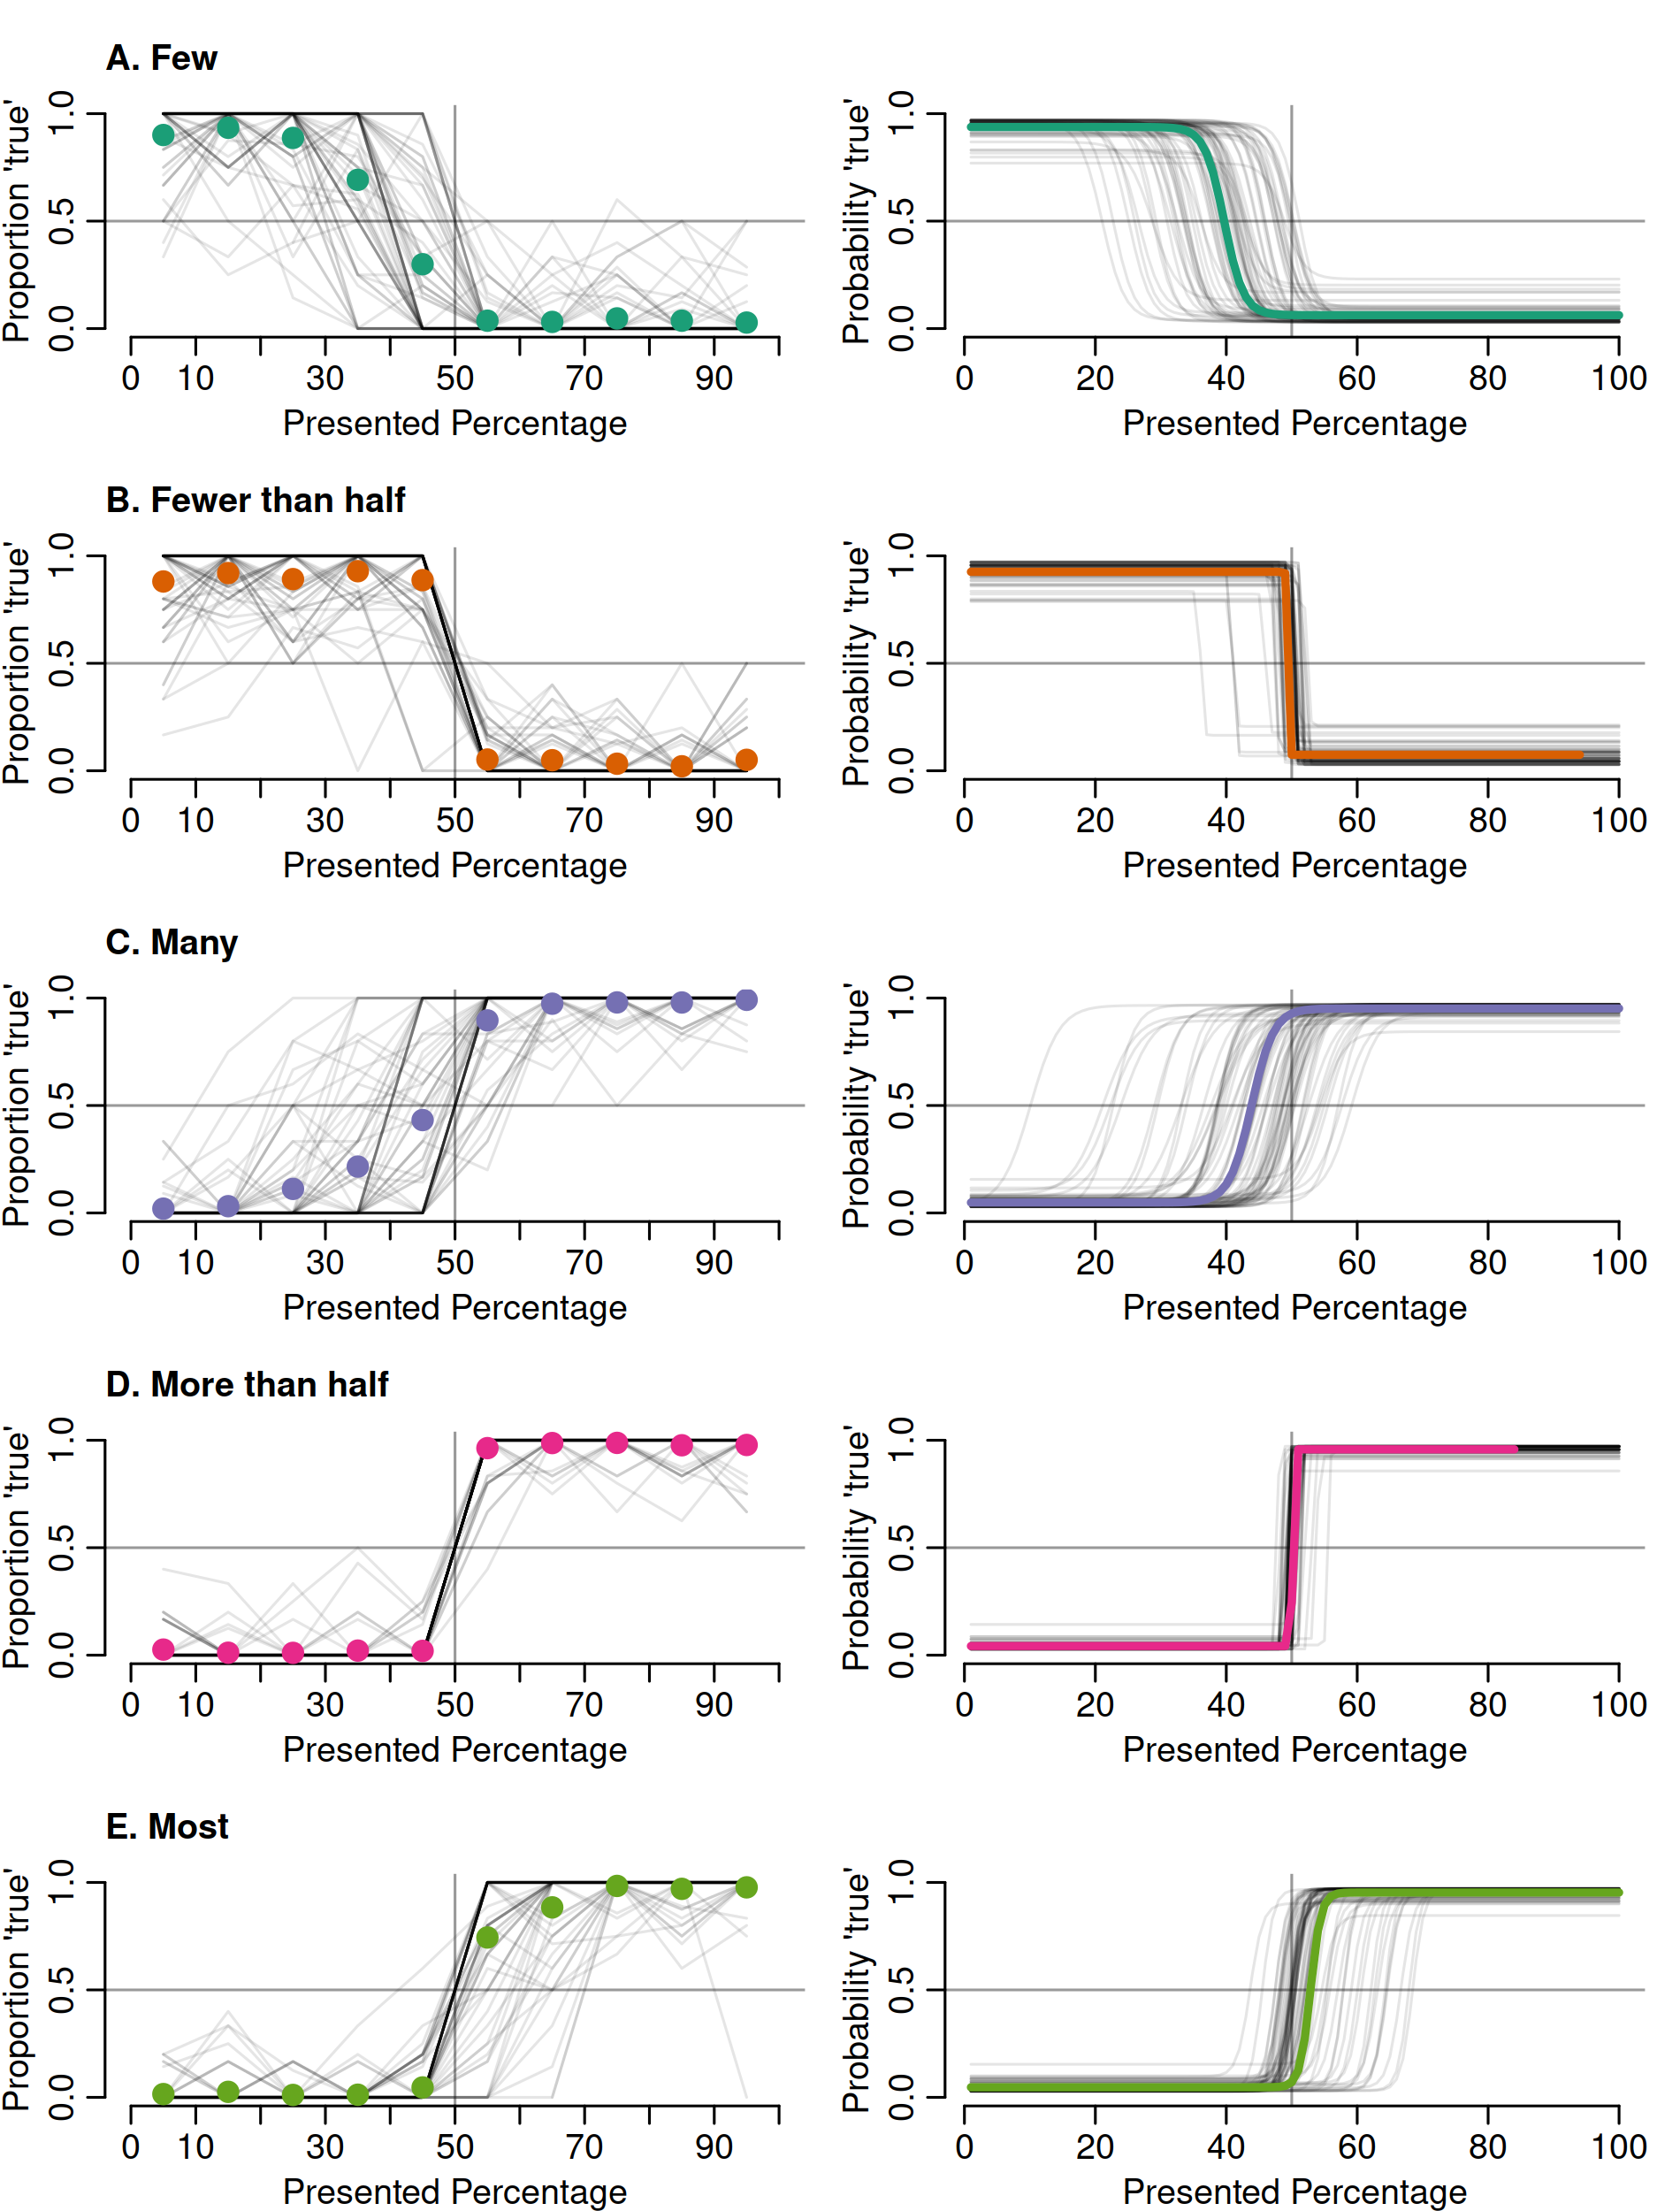 A. Few
Proportion 'true'
0.0 0.5 1.0
0 10 30 50 70 90
Presented Percentage
Probability 'true'
0.0 0.5 1.0
0 20 40 60 80 100
Presented Percentage
B. Fewer than half
Proportion 'true'
0.0 0.5 1.0
0 10 30 50 70 90
Presented Percentage
Probability 'true'
0.0 0.5 1.0
0 20 40 60 80 100
Presented Percentage
C. Many
Proportion 'true'
0.0 0.5 1.0
0 10 30 50 70 90
Presented Percentage
Probability 'true'
0.0 0.5 1.0
0 20 40 60 80 100
Presented Percentage
D. More than half
Proportion 'true'
0.0 0.5 1.0
0 10 30 50 70 90
Presented Percentage
Probability 'true'
0.0 0.5 1.0
0 20 40 60 80 100
Presented Percentage
E. Most
Proportion 'true'
0.0 0.5 1.0
0 10 30 50 70 90
Presented Percentage
Probability 'true'
0.0 0.5 1.0
0 20 40 60 80 100
Presented Percentage